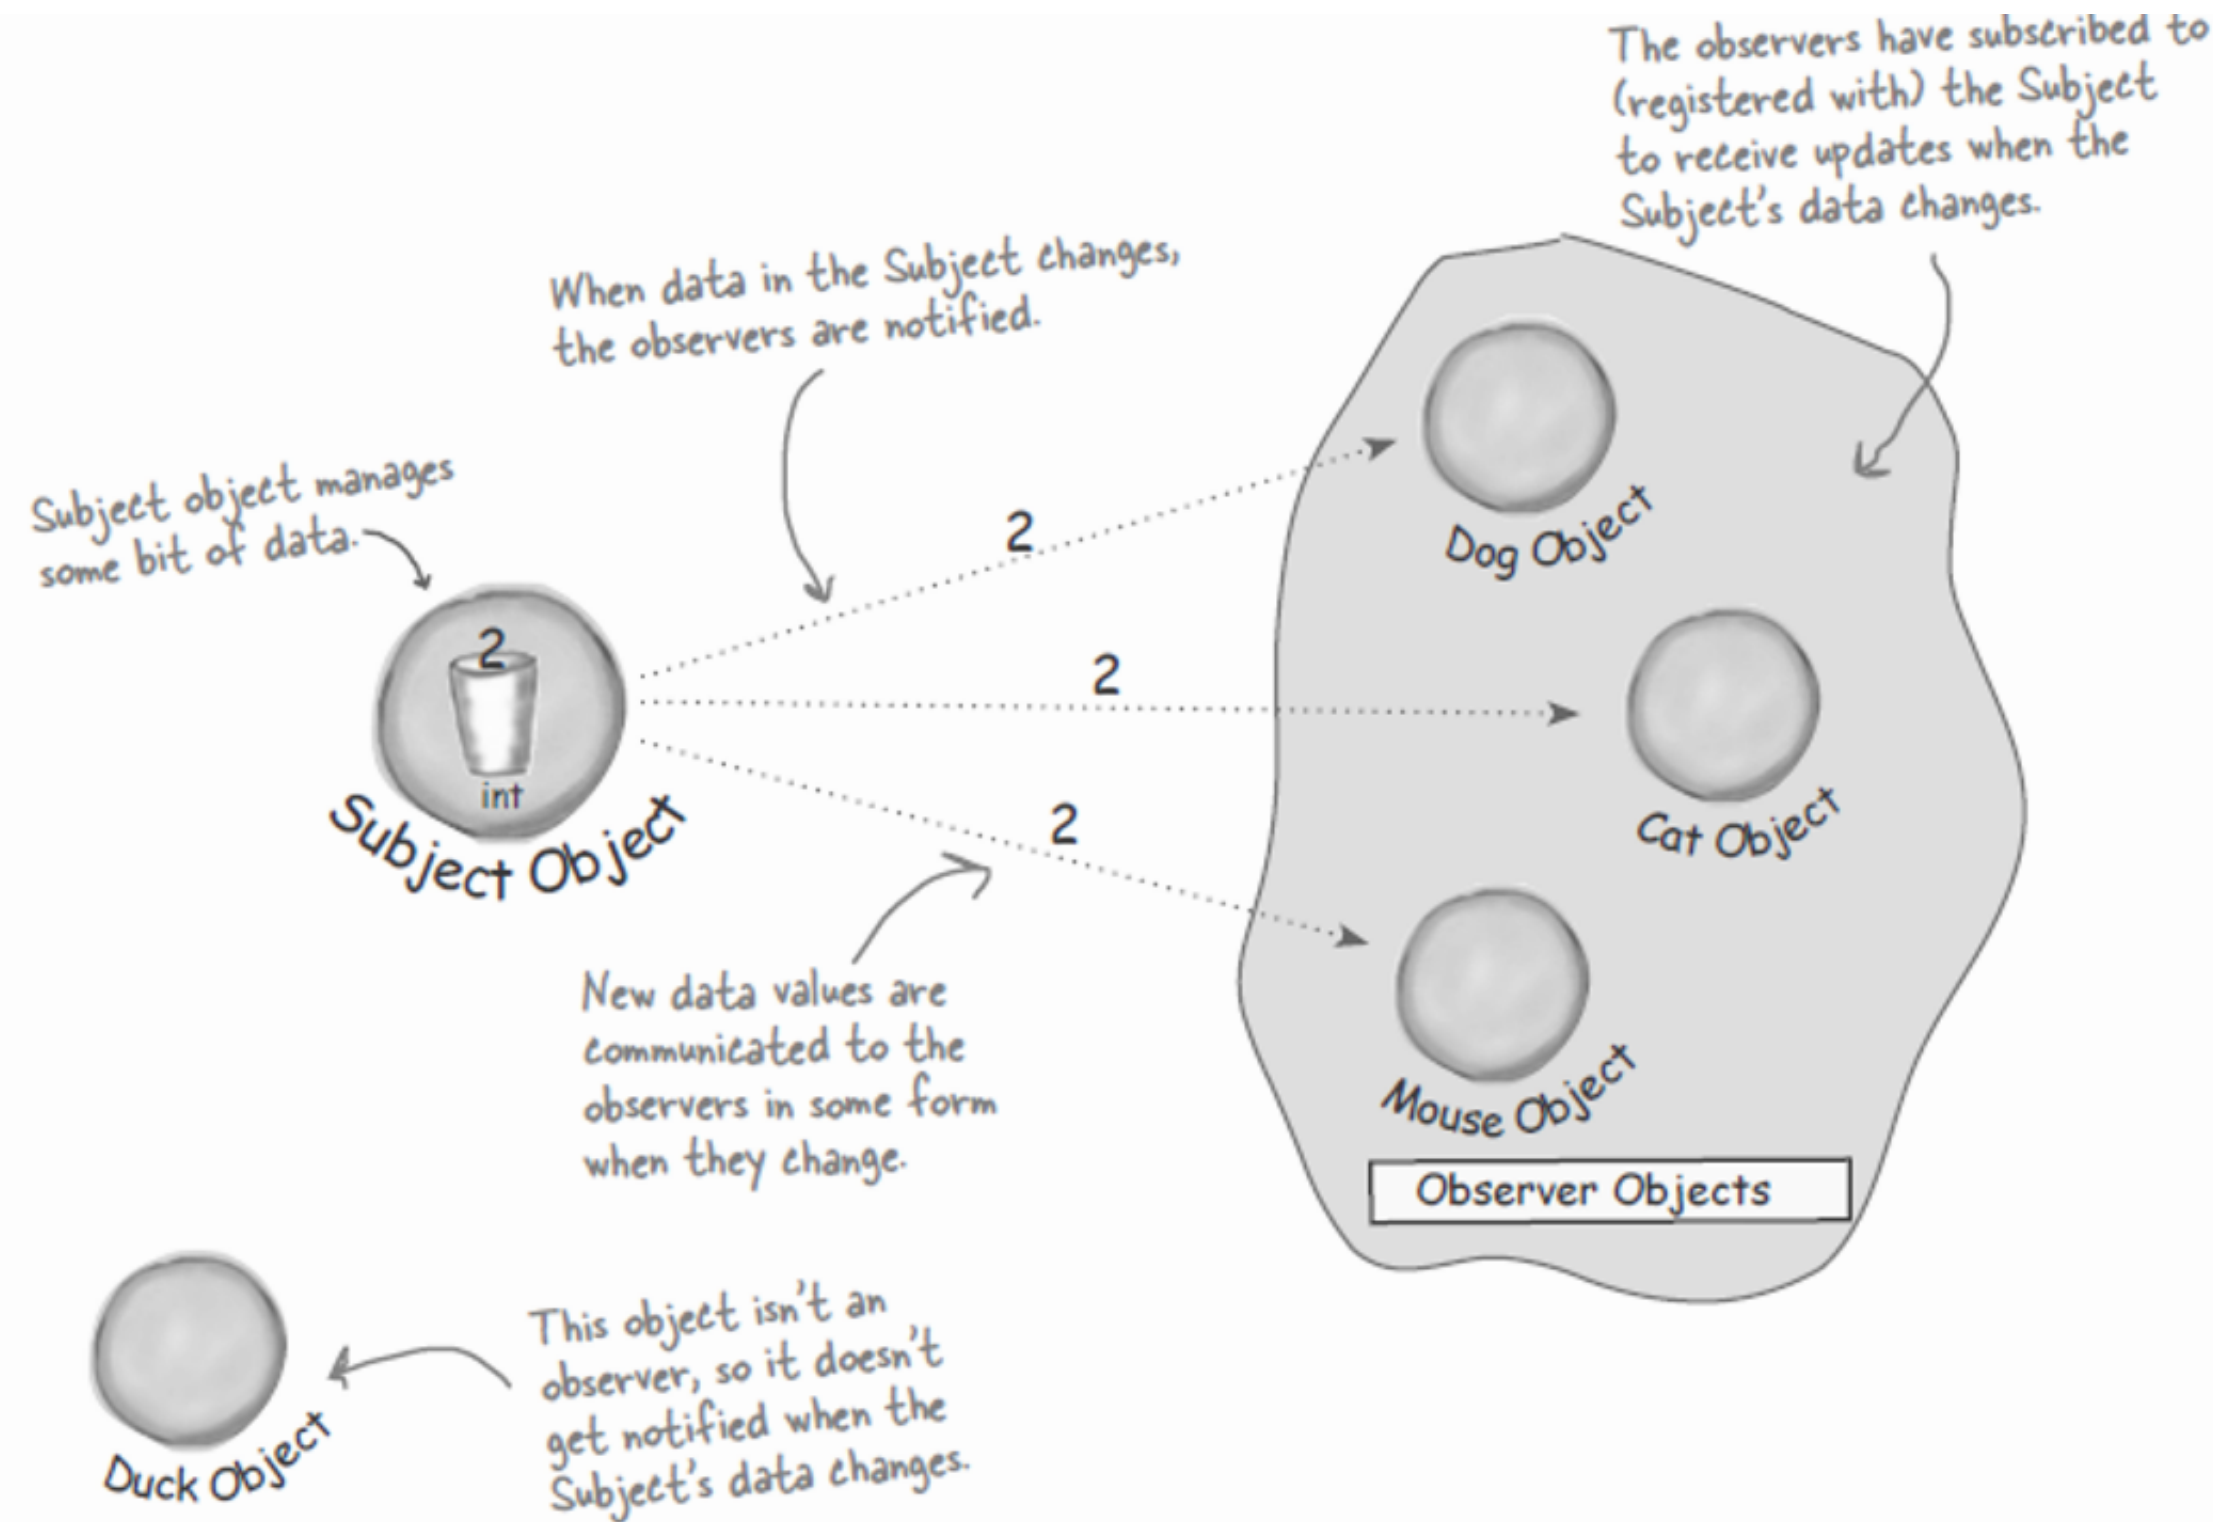 The observers have subscribed to
(registered with) the Subject
to receive updates when the
Subject's data changes.
When data in the Subject changes,
the observers are notified.
Subject object manages
some bit of data.
2
2
2
2
int
Subject Object
Dog Object
Cat Object
Mouse Object
Observer Objects
New data values are
communicated to the
observers in some form
when they change.
This object isn't an
observer, so it doesn't
get notified when the
Subject's data changes.
Duck Object